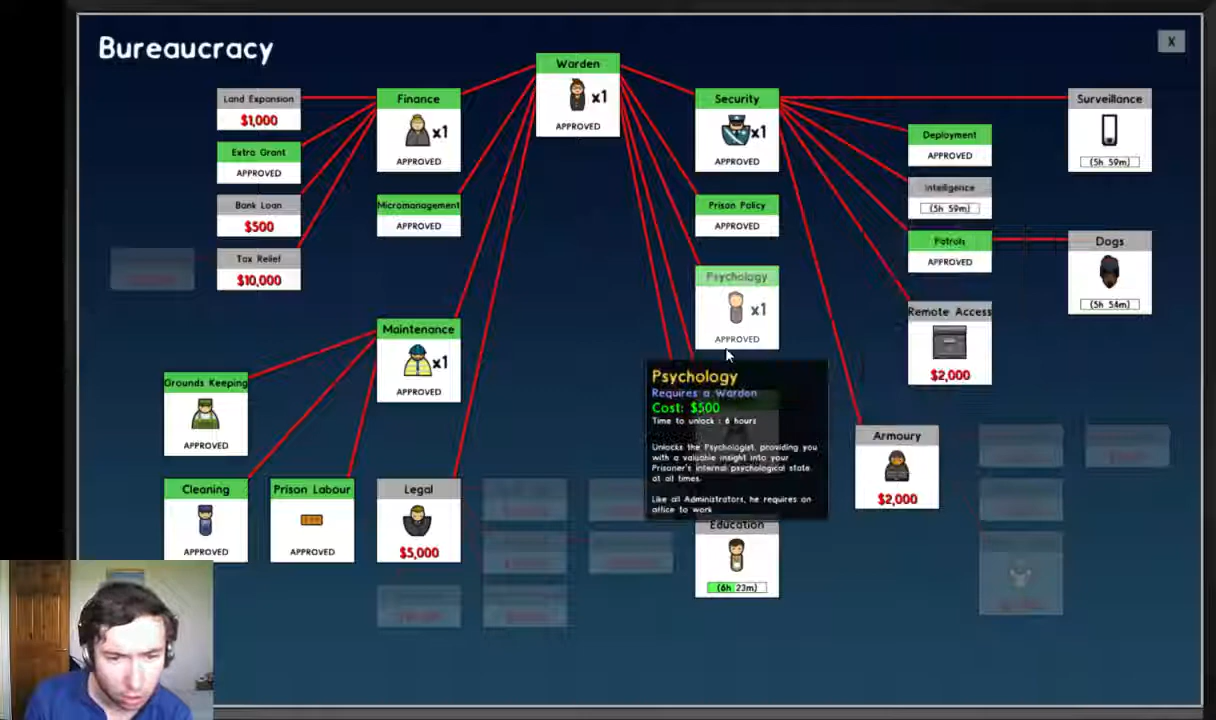 Bureaucracy
X
Warden
x1
APPROVED
Land Expansion
$1,000
Finance
x1
APPROVED
Security
x1
APPROVED
Surveillance
(5h 59m)
Extra Grant
APPROVED
Deployment
APPROVED
Bank Loan
$500
Micromanagement
APPROVED
Prison Policy
APPROVED
Intelligence
(5h 59m)
Tax Relief
$10,000
Patrols
APPROVED
Dogs
(5h 54m)
Psychology
x1
APPROVED
Remote Access
$2,000
Maintenance
x1
APPROVED
Grounds Keeping
APPROVED
Psychology
Requires a Warden
Cost: $500
Time to unlock : 6 hours
Unlocks the Psychologist, providing you
with a valuable insight into your
Prisoner's internal psychological state
at all times.
Like all Administrators, he requires an
office to work
Armoury
$2,000
Cleaning
APPROVED
Prison Labour
APPROVED
Legal
$5,000
Education
(6h 23m)